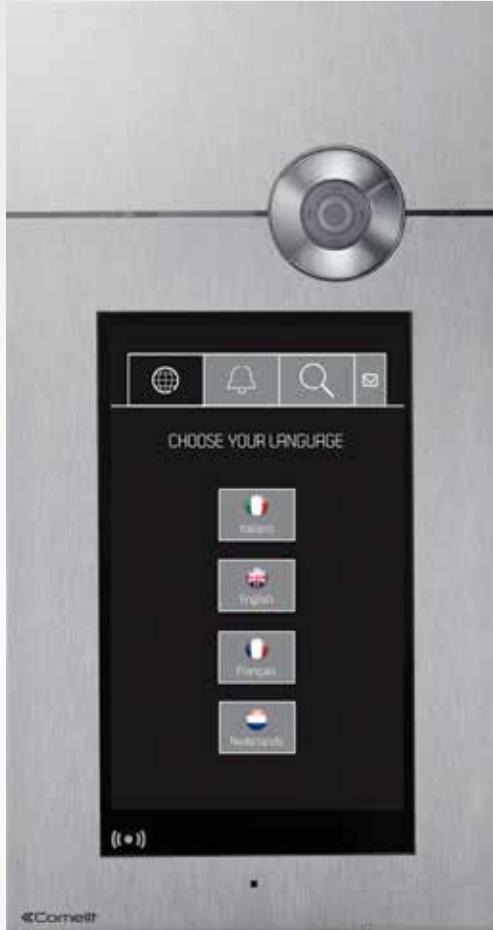 CHOOSE YOUR LANGUAGE
Italiano
English
Français
Nederlands
Comelit